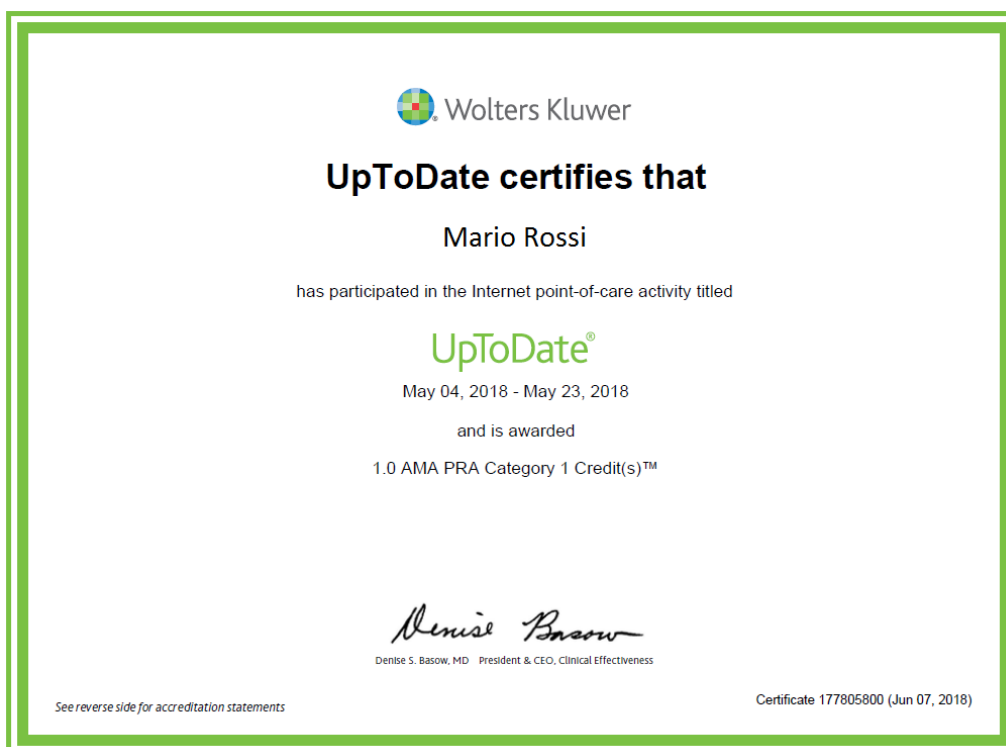 Wolters Kluwer
UpToDate certifies that
Mario Rossi
has participated in the Internet point-of-care activity titled
UpToDate®
May 04, 2018 - May 23, 2018
and is awarded
1.0 AMA PRA Category 1 Credit(s)™
Denise Basow
Denise S. Basow, MD President & CEO, Clinical Effectiveness
See reverse side for accreditation statements
Certificate 177805800 (Jun 07, 2018)